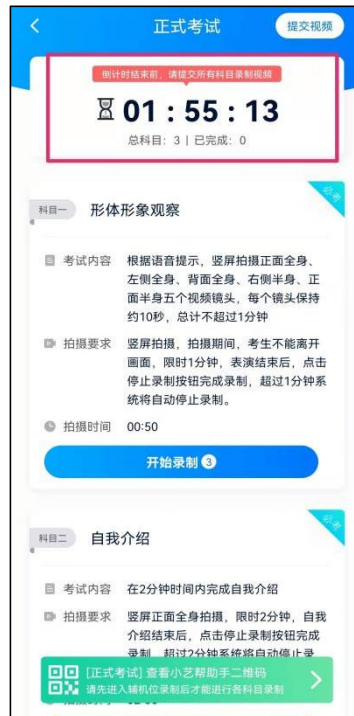 正式考试
提交视频
倒计时结束前，请提交所有科目录制视频
01：55：13
总科目：3 | 已完成：0
必考
科目一
形体形象观察
考试内容
根据语音提示，竖屏拍摄正面全身、
左侧全身、背面全身、右侧半身、正
面半身五个视频镜头，每个镜头保持
约10秒，总计不超过1分钟
拍摄要求
竖屏拍摄，拍摄期间，考生不能离开
画面，限时1分钟，表演结束后，点击
停止录制按钮完成录制，超过1分钟系
统将自动停止录制。
拍摄时间
00:50
开始录制 3
必考
科目二
自我介绍
考试内容
在2分钟时间内完成自我介绍
拍摄要求
竖屏正面全身拍摄，限时2分钟，自我
介绍结束后，点击停止录制按钮完成
录制，超过2分钟系统将自动停止录
[正式考试] 查看小艺帮助手二维码
请先进入辅机位录制后才能进行各科目录制